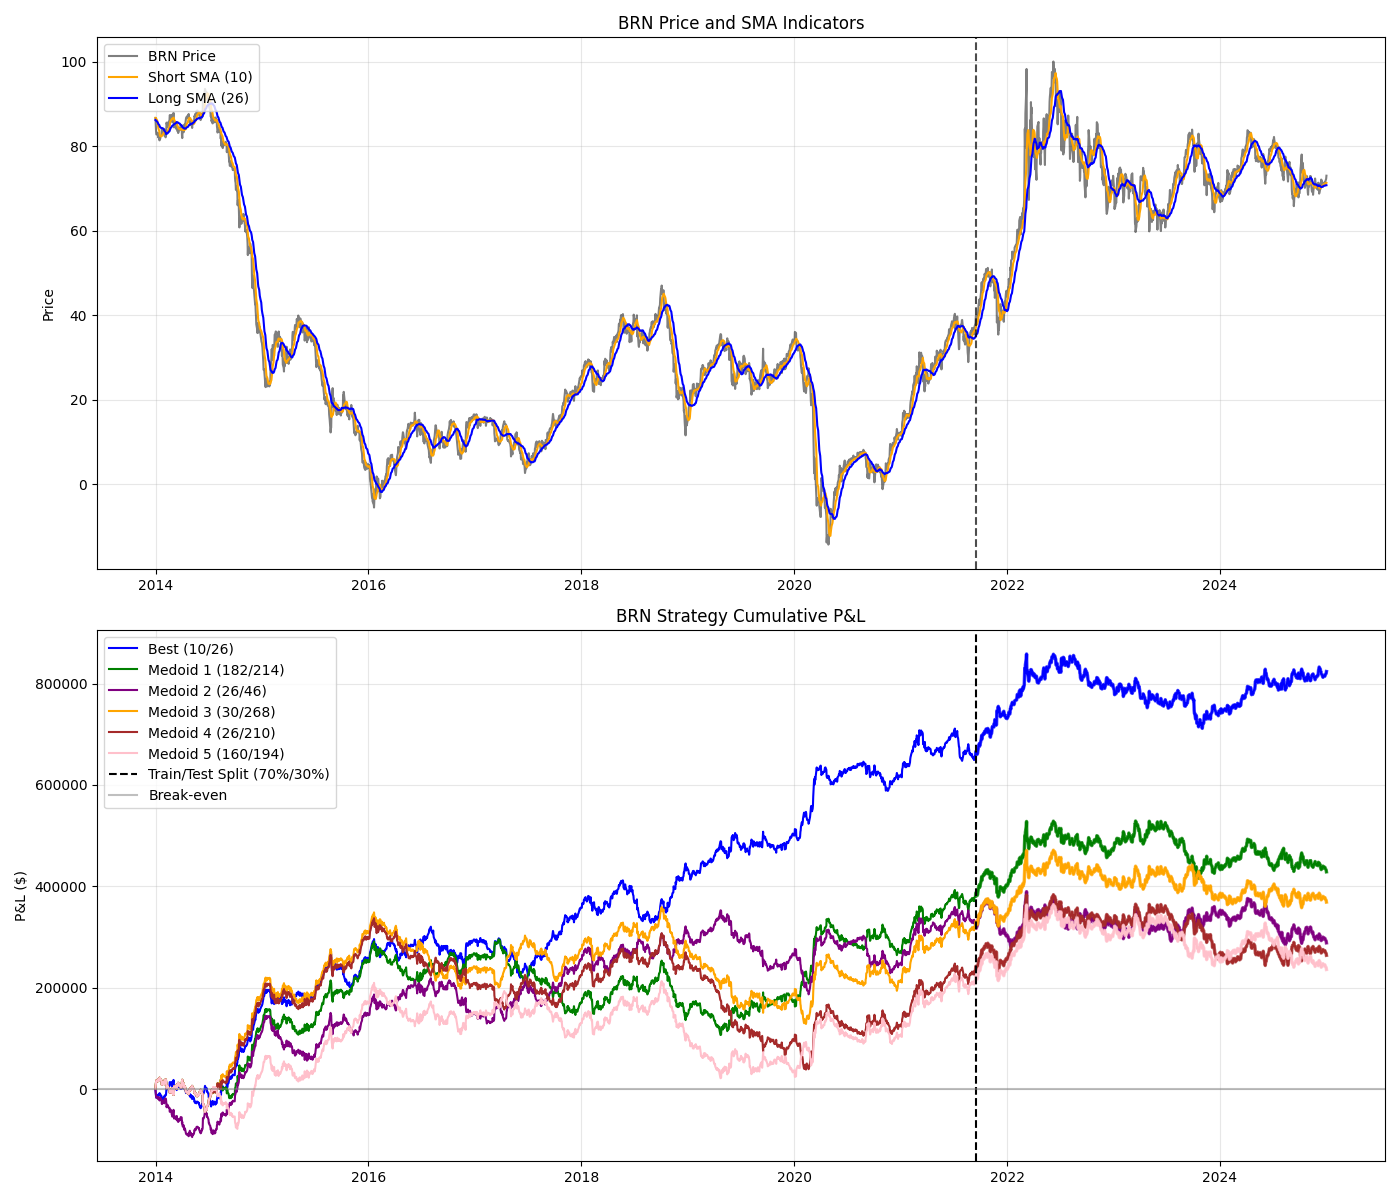 BRN Price and SMA Indicators
BRN Price
Short SMA (10)
Long SMA (26)
Price
100
80
60
40
20
0
2014 2016 2018 2020 2022 2024
BRN Strategy Cumulative P&L
Best (10/26)
Medoid 1 (182/214)
Medoid 2 (26/46)
Medoid 3 (30/268)
Medoid 4 (26/210)
Medoid 5 (160/194)
Train/Test Split (70%/30%)
Break-even
P&L ($)
800000
600000
400000
200000
0
2014 2016 2018 2020 2022 2024